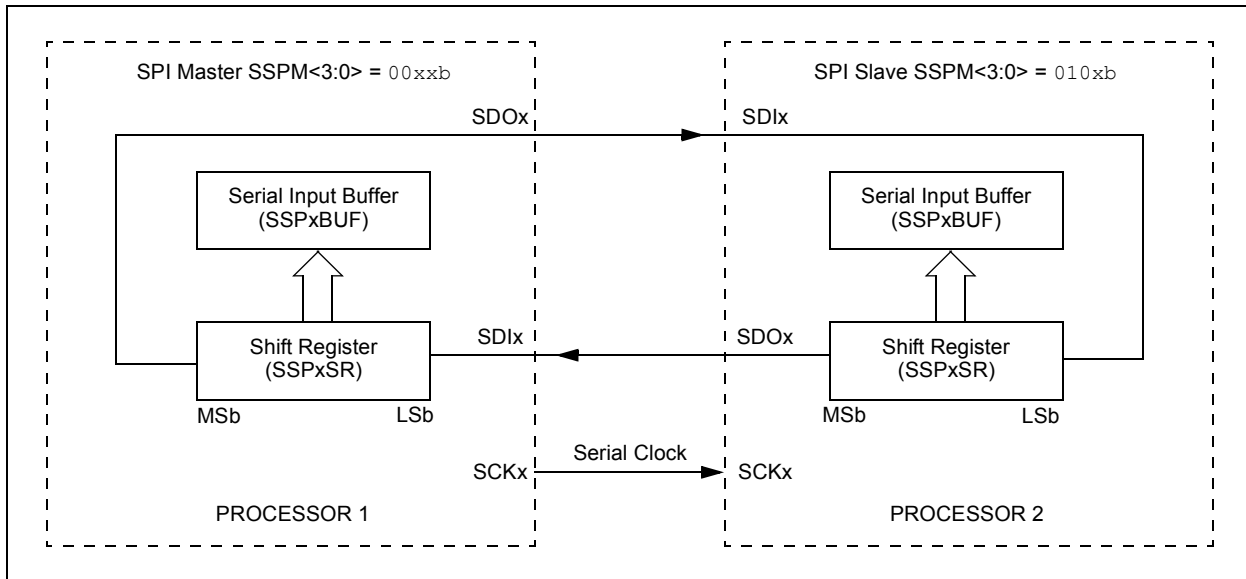 SPI Master SSPM<3:0> = 00xxb
SDOx
Serial Input Buffer
(SSPxBUF)
Shift Register
(SSPxSR)
MSb
LSb
SDIx
SCKx
PROCESSOR 1
Serial Clock
SPI Slave SSPM<3:0> = 010xb
SDIx
Serial Input Buffer
(SSPxBUF)
SDOx
Shift Register
(SSPxSR)
MSb
LSb
SCKx
PROCESSOR 2